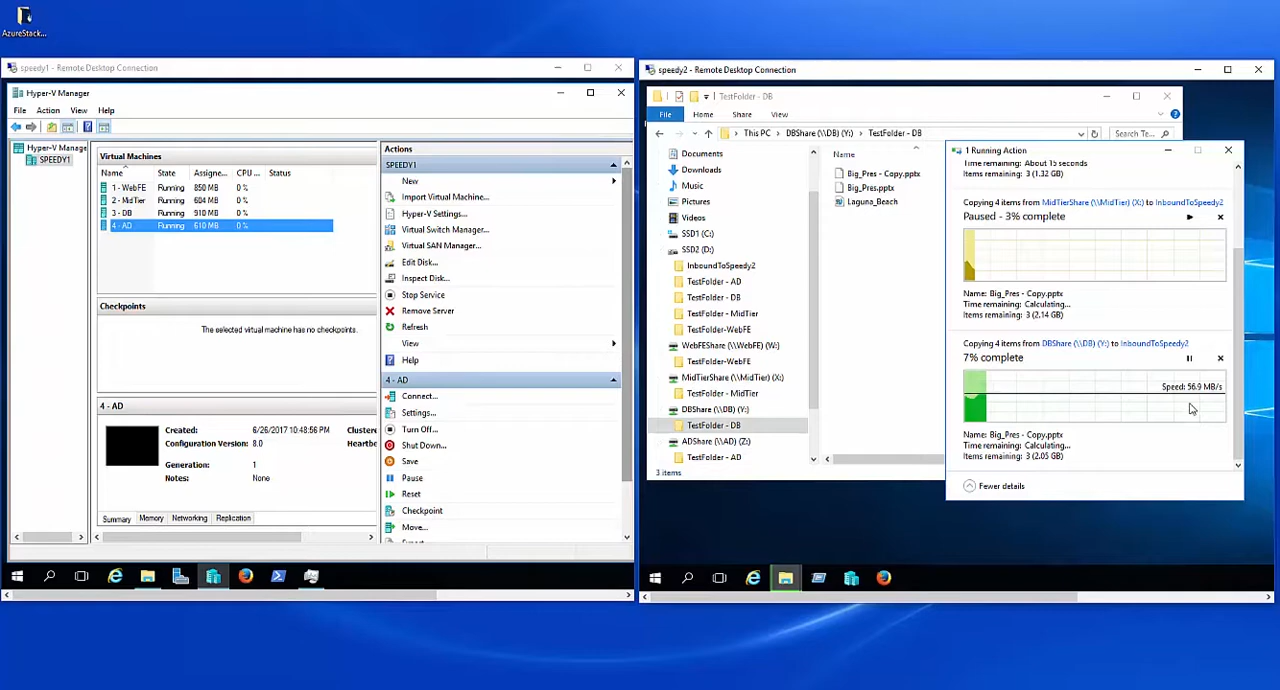 AzureStack...
speedy1 - Remote Desktop Connection
Hyper-V Manager
File Action View Help
Hyper-V Manage
SPEEDY1
Virtual Machines
Name State Assigne... CPU ... Status
1 - WebFE Running 850 MB 0 %
2 - MidTier Running 604 MB 0 %
3 - DB Running 910 MB 0 %
4 - AD Running 610 MB 0 %
Checkpoints
The selected virtual machine has no checkpoints.
4 - AD
Created: 6/26/2017 10:48:56 PM Cluster
Configuration Version: 8.0 Heartbe
Generation: 1
Notes: None
Summary Memory Networking Replication
Actions
SPEEDY1
New
Import Virtual Machine...
Hyper-V Settings...
Virtual Switch Manager...
Virtual SAN Manager...
Edit Disk...
Inspect Disk...
Stop Service
Remove Server
Refresh
View
Help
4 - AD
Connect...
Settings...
Turn Off...
Shut Down...
Save
Pause
Reset
Checkpoint
Move...
speedy2 - Remote Desktop Connection
TestFolder - DB
File Home Share View
This PC DBShare (\\DB) (Y:) TestFolder - DB
Search Te...
Documents
Downloads
Music
Pictures
Videos
SSD1 (C:)
SSD2 (D:)
InboundToSpeedy2
TestFolder - AD
TestFolder - DB
TestFolder - MidTier
TestFolder-WebFE
WebFEShare (\\WebFE) (W:)
TestFolder-WebFE
MidTierShare (\\MidTier) (X:)
TestFolder - MidTier
DBShare (\\DB) (Y:)
TestFolder - DB
ADShare (\\AD) (Z:)
TestFolder - AD
3 items
Name
Big_Pres - Copy.pptx
Big_Pres.pptx
Laguna_Beach
1 Running Action
Time remaining: About 15 seconds
Items remaining: 3 (1.32 GB)
Copying 4 items from MidTierShare (\\MidTier) (X:) to InboundToSpeedy2
Paused - 3% complete
Name: Big_Pres - Copy.pptx
Time remaining: Calculating...
Items remaining: 3 (2.14 GB)
Copying 4 items from DBShare (\\DB) (Y:) to InboundToSpeedy2
7% complete
Speed: 56.9 MB/s
Name: Big_Pres - Copy.pptx
Time remaining: Calculating...
Items remaining: 3 (2.05 GB)
Fewer details